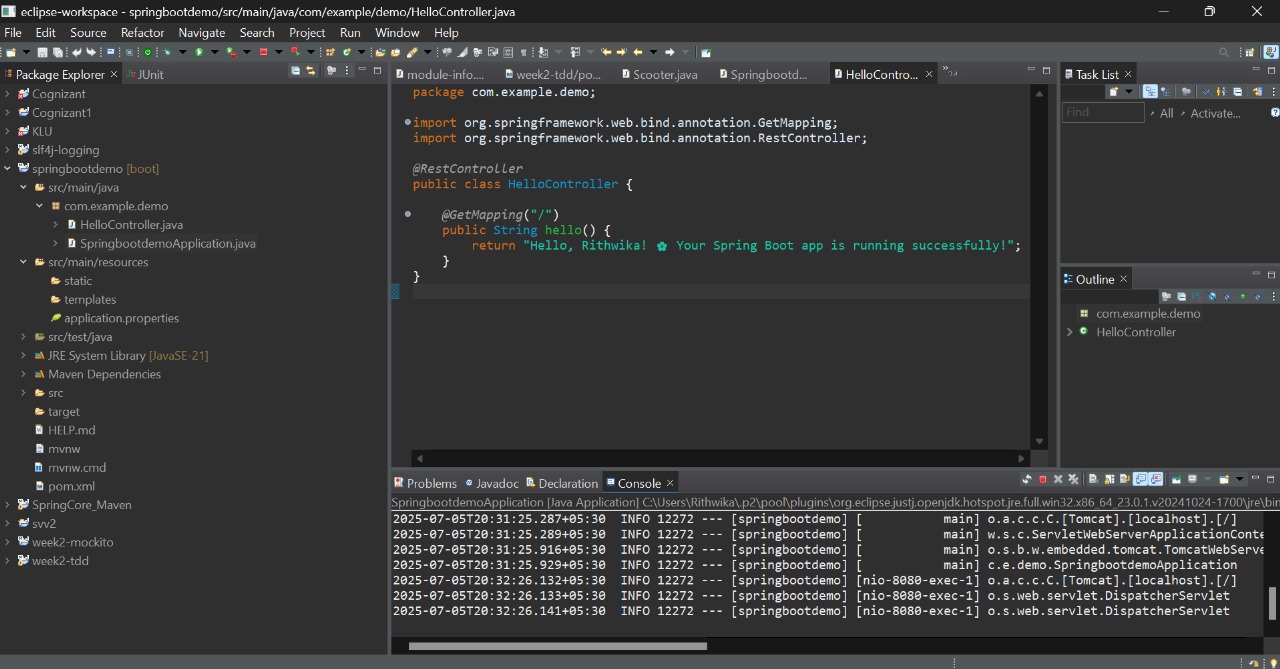 eclipse-workspace - springbootdemo/src/main/java/com/example/demo/HelloController.java
File Edit Source Refactor Navigate Search Project Run Window Help
Package Explorer × JUnit
Cognizant
Cognizant1
KLU
slf4j-logging
springbootdemo [boot]
src/main/java
com.example.demo
HelloController.java
SpringbootdemoApplication.java
src/main/resources
static
templates
application.properties
src/test/java
JRE System Library [JavaSE-21]
Maven Dependencies
src
target
HELP.md
mvnw
mvnw.cmd
pom.xml
SpringCore_Maven
svv2
week2-mockito
week2-tdd
module-info.... week2-tdd/po... Scooter.java Springbootd... HelloContro... × »24
package com.example.demo;
import org.springframework.web.bind.annotation.GetMapping;
import org.springframework.web.bind.annotation.RestController;
@RestController
public class HelloController {
@GetMapping("/")
public String hello() {
return "Hello, Rithwika! 🌸 Your Spring Boot app is running successfully!";
}
}
Task List ×
Find All Activate...
Outline ×
com.example.demo
HelloController
Problems Javadoc Declaration Console ×
SpringbootdemoApplication [Java Application] C:\Users\Rithwika\.p2\pool\plugins\org.eclipse.justj.openjdk.hotspot.jre.full.win32.x86_64_23.0.1.v20241024-1700\jre\bin
2025-07-05T20:31:25.287+05:30 INFO 12272 --- [springbootdemo] [ main] o.a.c.c.C.[Tomcat].[localhost].[/]
2025-07-05T20:31:25.289+05:30 INFO 12272 --- [springbootdemo] [ main] w.s.c.ServletWebServerApplicationConte
2025-07-05T20:31:25.916+05:30 INFO 12272 --- [springbootdemo] [ main] o.s.b.w.embedded.tomcat.TomcatWebServe
2025-07-05T20:31:25.929+05:30 INFO 12272 --- [springbootdemo] [ main] c.e.demo.SpringbootdemoApplication
2025-07-05T20:32:26.132+05:30 INFO 12272 --- [springbootdemo] [nio-8080-exec-1] o.a.c.c.C.[Tomcat].[localhost].[/]
2025-07-05T20:32:26.133+05:30 INFO 12272 --- [springbootdemo] [nio-8080-exec-1] o.s.web.servlet.DispatcherServlet
2025-07-05T20:32:26.141+05:30 INFO 12272 --- [springbootdemo] [nio-8080-exec-1] o.s.web.servlet.DispatcherServlet